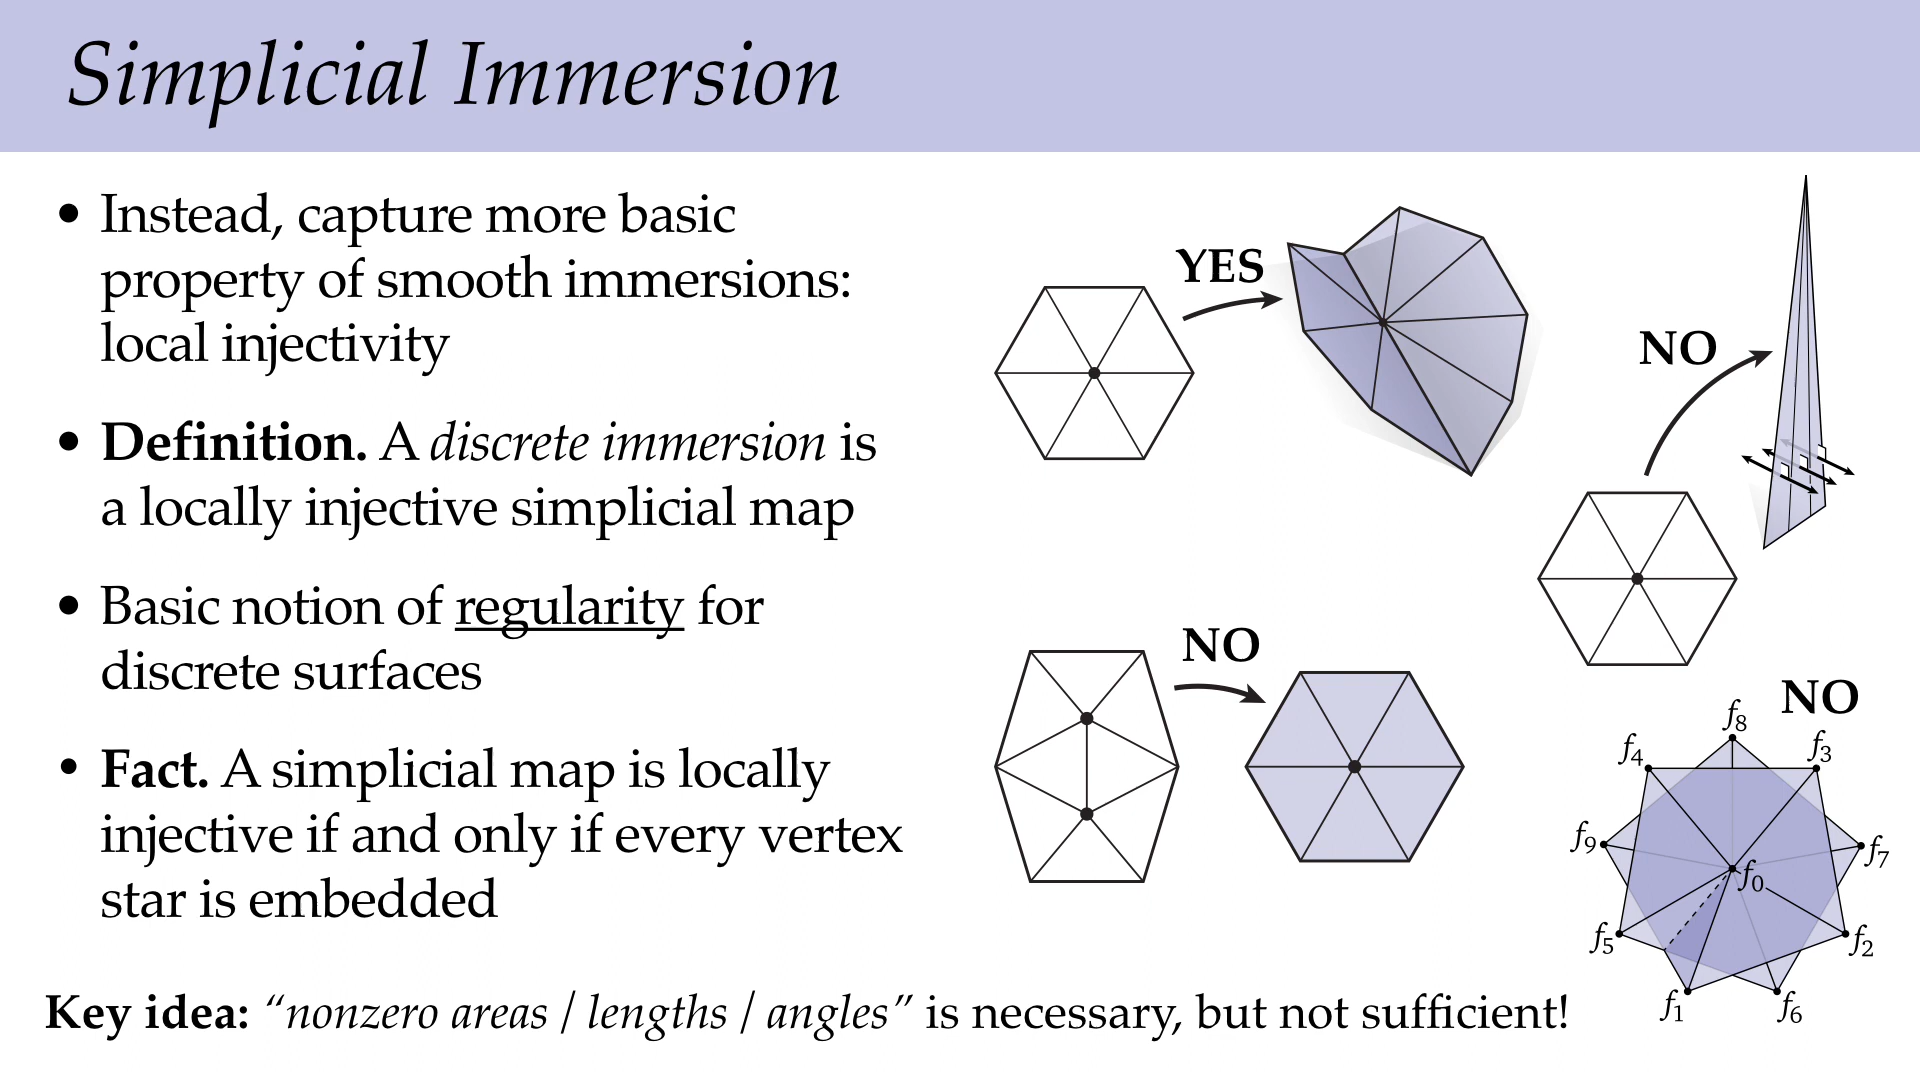 Simplicial Immersion
• Instead, capture more basic
property of smooth immersions:
local injectivity
• Definition. A discrete immersion is
a locally injective simplicial map
• Basic notion of regularity for
discrete surfaces
• Fact. A simplicial map is locally
injective if and only if every vertex
star is embedded
Key idea: “nonzero areas / lengths / angles” is necessary, but not sufficient!
YES
NO
NO
NO
f8
f4
f3
f9
f7
f0
f5
f2
f1
f6